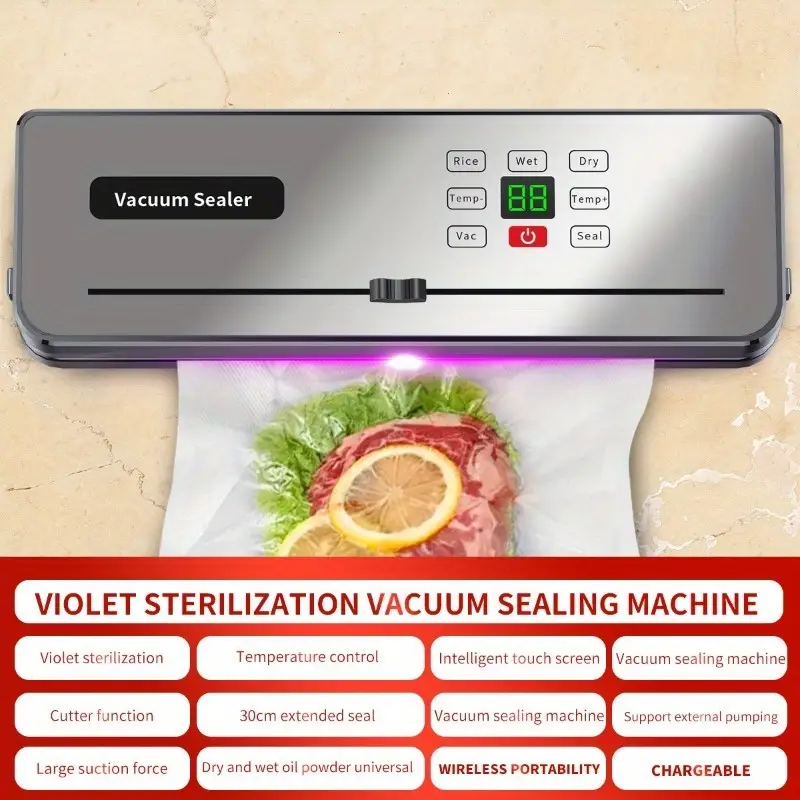 Rice Wet Dry
Vacuum Sealer
Temp- 88 Temp+
Vac Seal
VIOLET STERILIZATION VACUUM SEALING MACHINE
Violet sterilization
Temperature control
Intelligent touch screen
Vacuum sealing machine
Cutter function
30cm extended seal
Vacuum sealing machine
Support external pumping
Large suction force
Dry and wet oil powder universal
WIRELESS PORTABILITY
CHARGEABLE